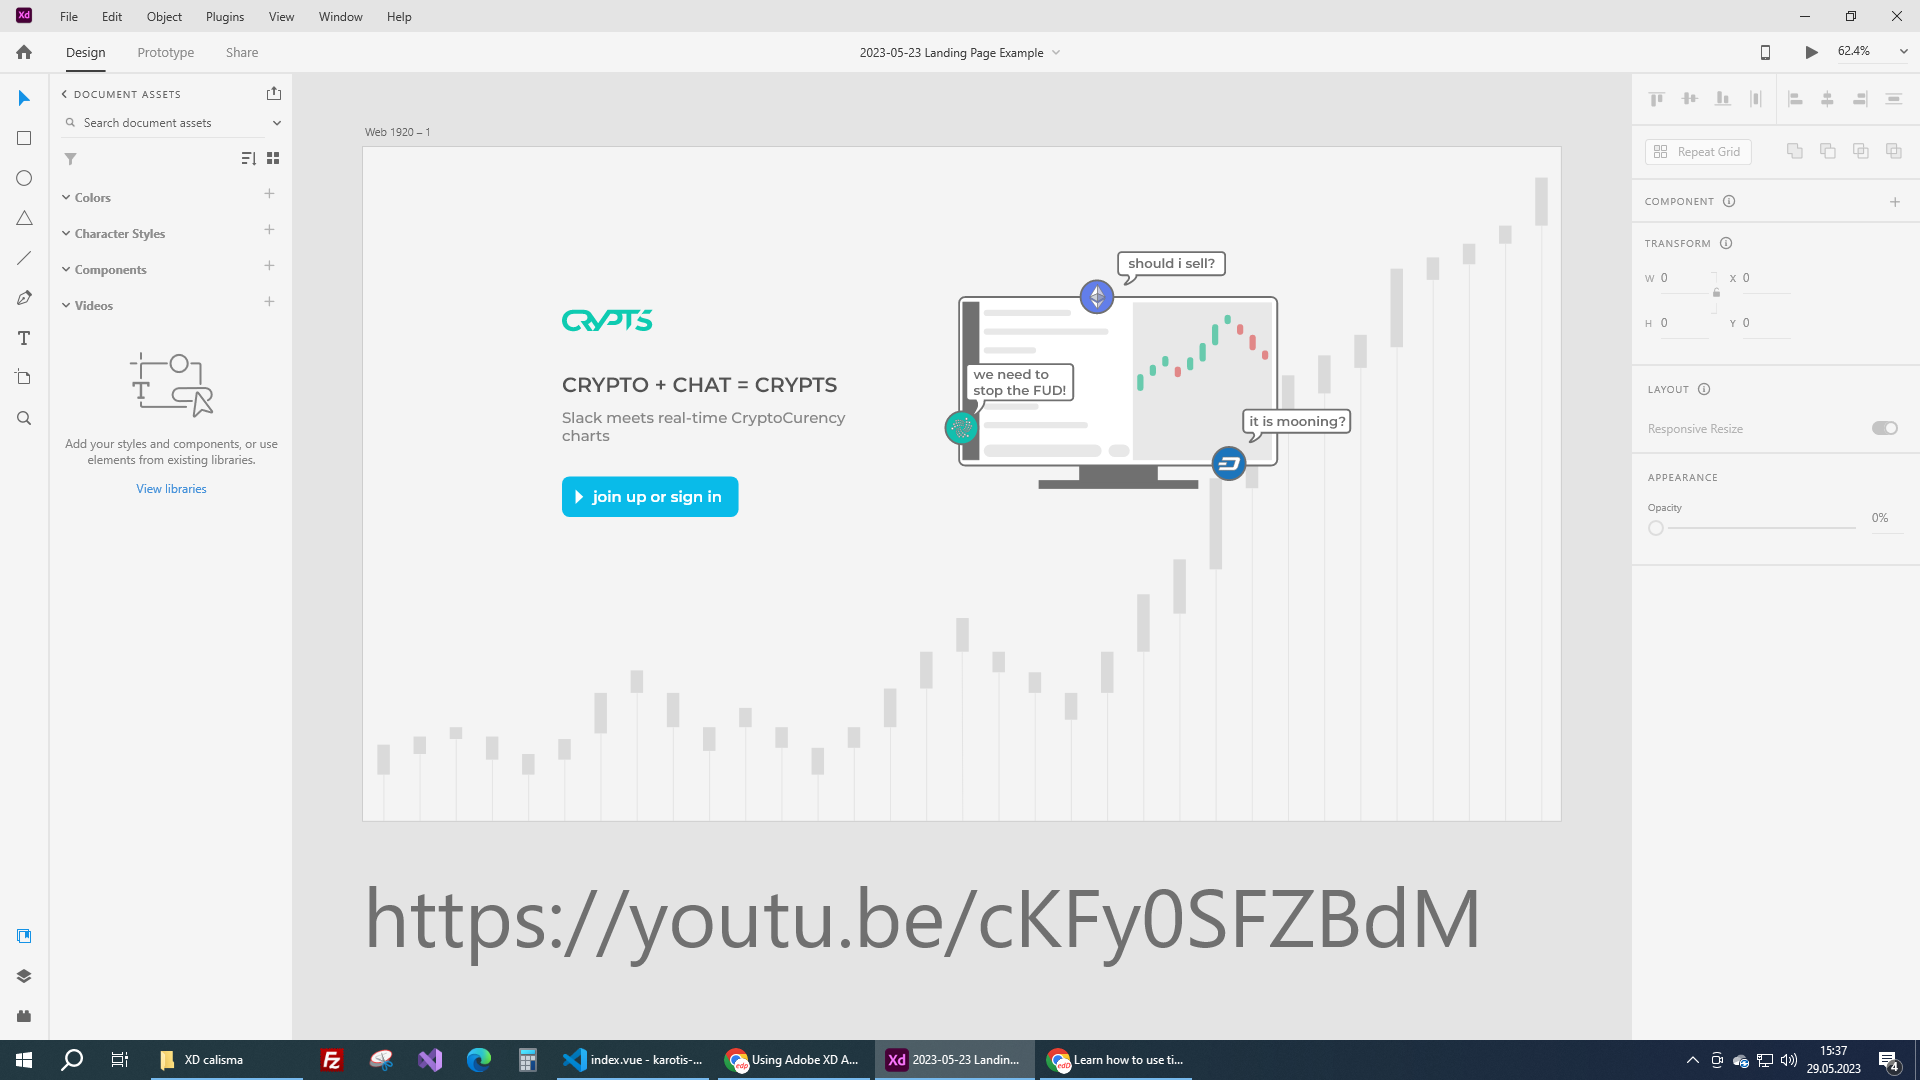 Xd File Edit Object Plugins View Window Help
Design Prototype Share
2023-05-23 Landing Page Example
62.4%
DOCUMENT ASSETS
Search document assets
Colors
Character Styles
Components
Videos
Add your styles and components, or use
elements from existing libraries.
View libraries
Web 1920 – 1
CRYPTS
CRYPTO + CHAT = CRYPTS
Slack meets real-time CryptoCurency
charts
join up or sign in
should i sell?
we need to
stop the FUD!
it is mooning?
https://youtu.be/cKFy0SFZBdM
Repeat Grid
COMPONENT
TRANSFORM
W 0 X 0
H 0 Y 0
LAYOUT
Responsive Resize
APPEARANCE
Opacity
0%
XD calisma
index.vue - karotis-...
Using Adobe XD A...
Xd 2023-05-23 Landin...
Learn how to use ti...
15:37
29.05.2023
4